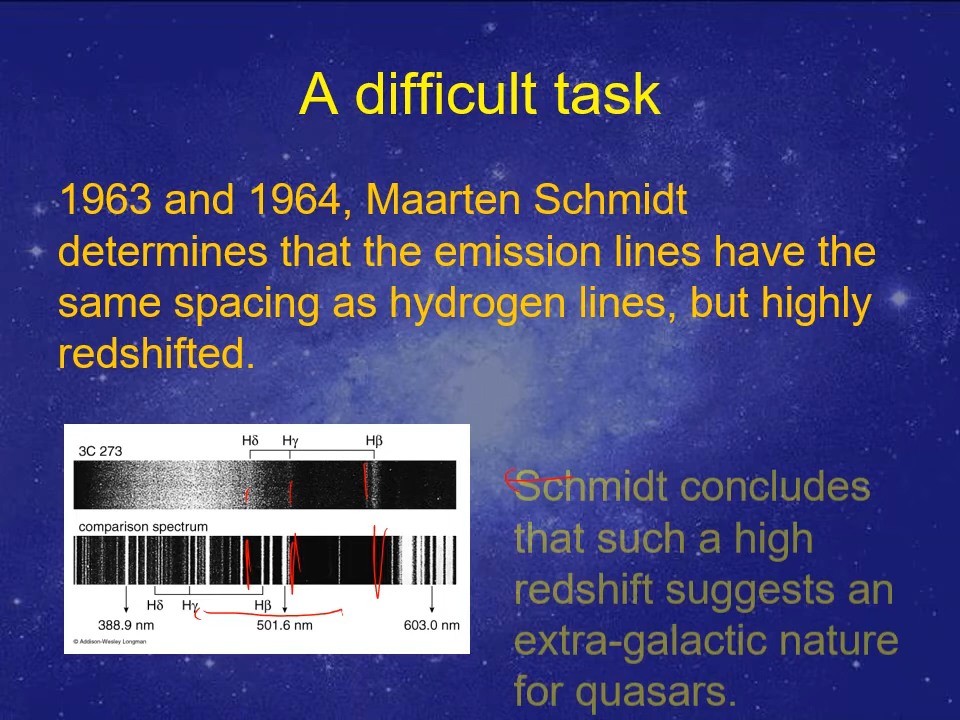 A difficult task
1963 and 1964, Maarten Schmidt
determines that the emission lines have the
same spacing as hydrogen lines, but highly
redshifted.
Hδ Hγ Hβ
3C 273
comparison spectrum
Hδ Hγ Hβ
388.9 nm 501.6 nm 603.0 nm
© Addison-Wesley Longman
Schmidt concludes
that such a high
redshift suggests an
extra-galactic nature
for quasars.